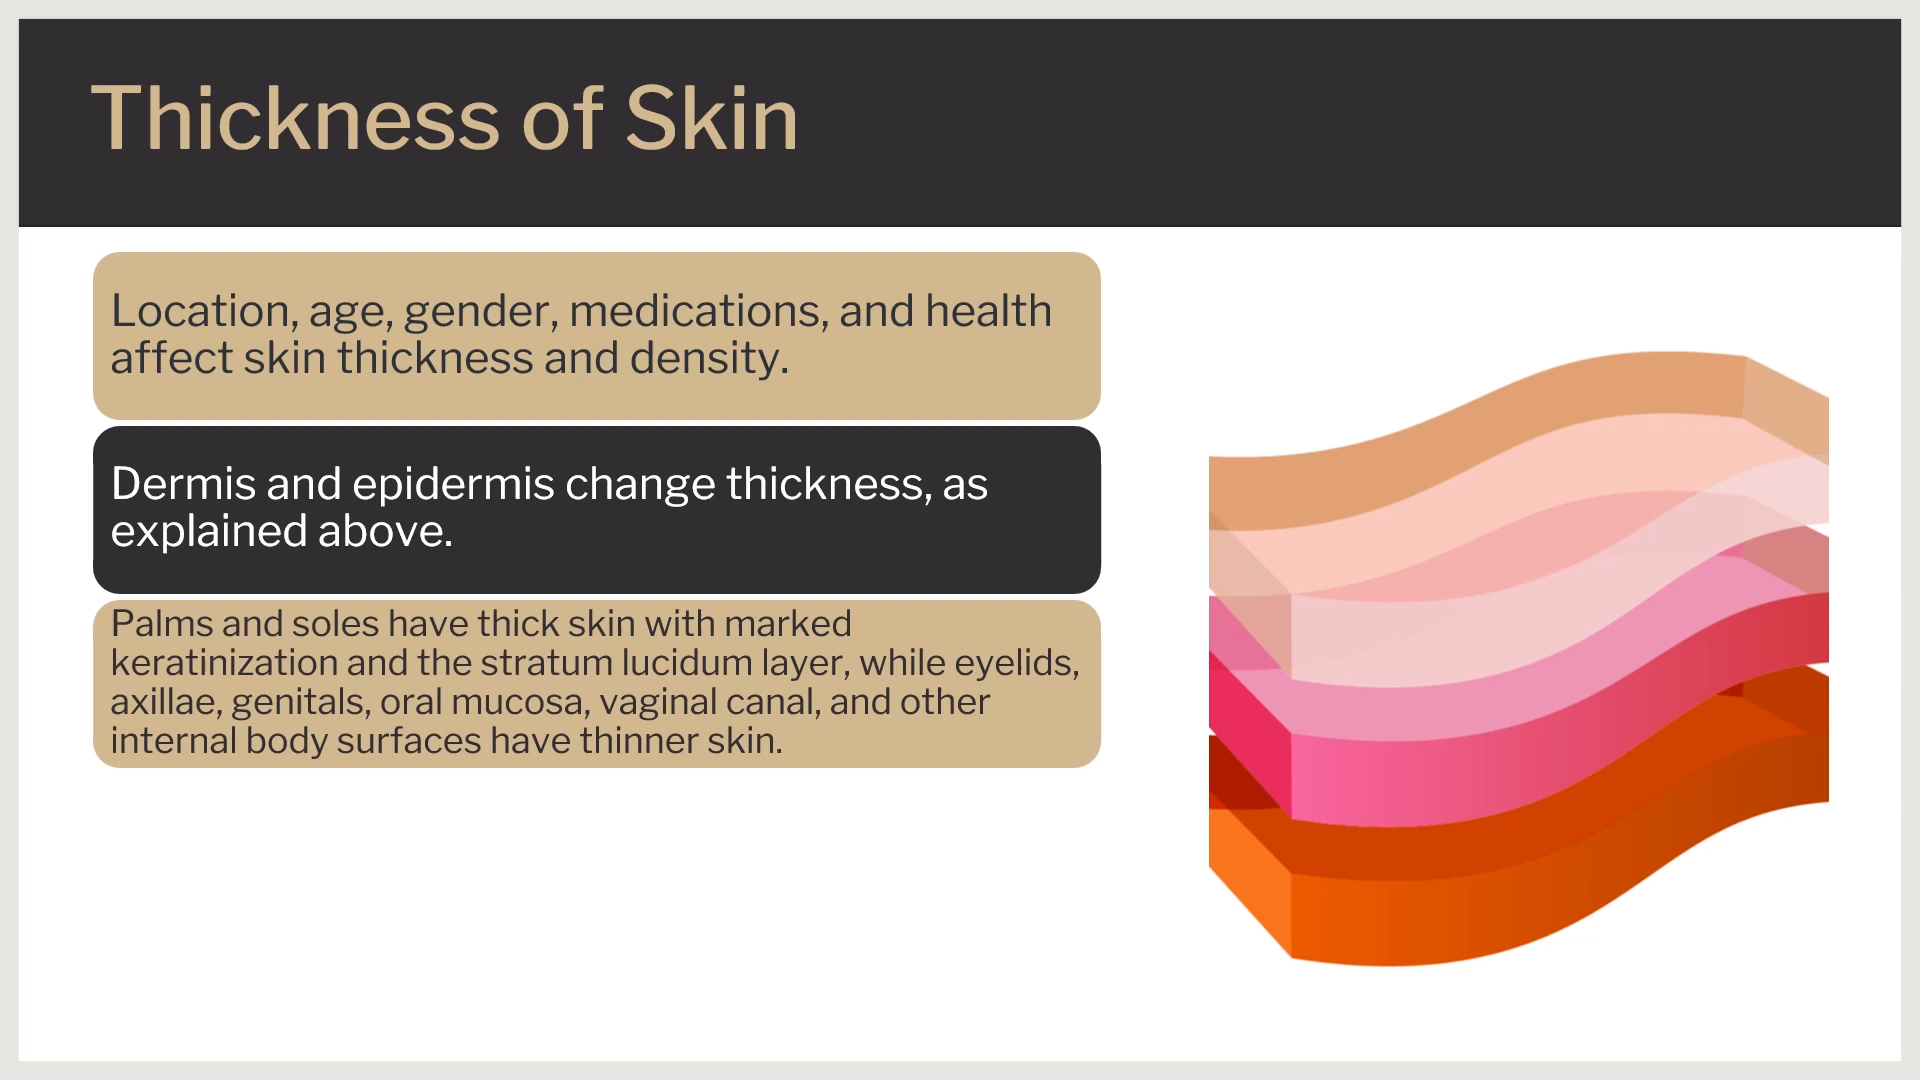 Thickness of Skin
Location, age, gender, medications, and health
affect skin thickness and density.
Dermis and epidermis change thickness, as
explained above.
Palms and soles have thick skin with marked
keratinization and the stratum lucidum layer, while eyelids,
axillae, genitals, oral mucosa, vaginal canal, and other
internal body surfaces have thinner skin.